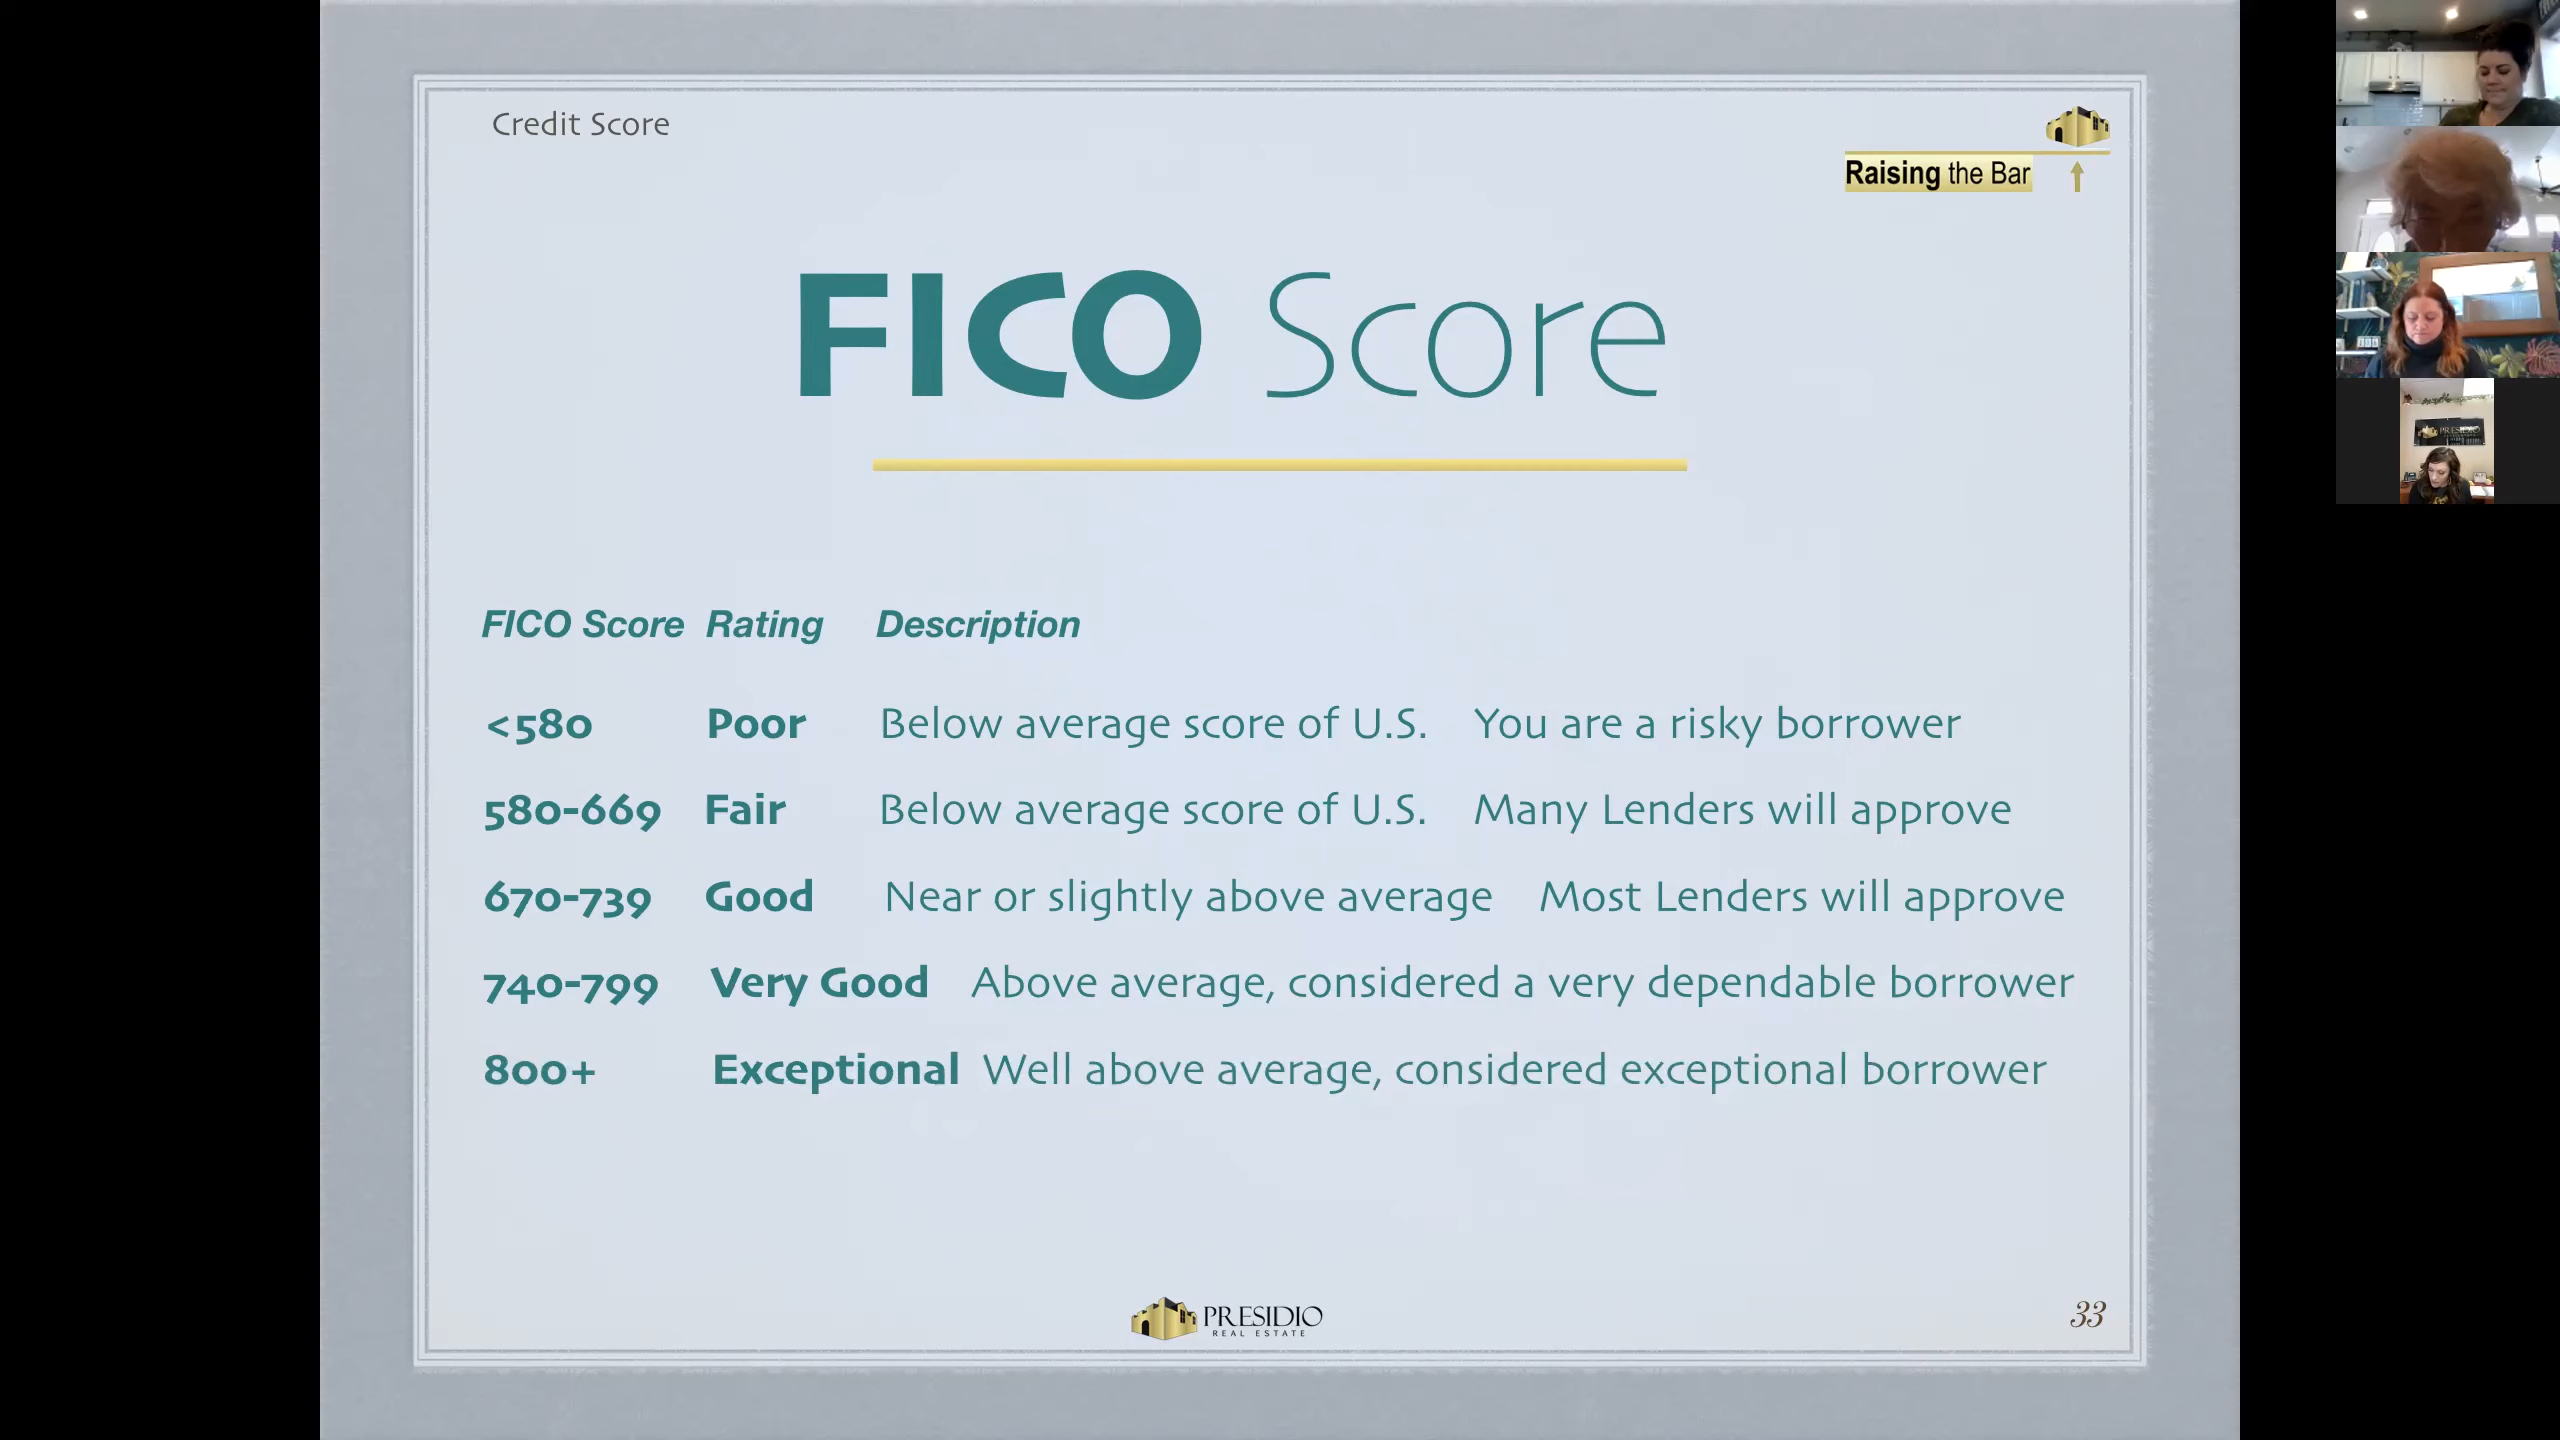 Credit Score
Raising the Bar
FICO Score
FICO Score Rating Description
<580 Poor Below average score of U.S. You are a risky borrower
580-669 Fair Below average score of U.S. Many Lenders will approve
670-739 Good Near or slightly above average Most Lenders will approve
740-799 Very Good Above average, considered a very dependable borrower
800+ Exceptional Well above average, considered exceptional borrower
PRESIDIO
REAL ESTATE
33
PRESIDIO